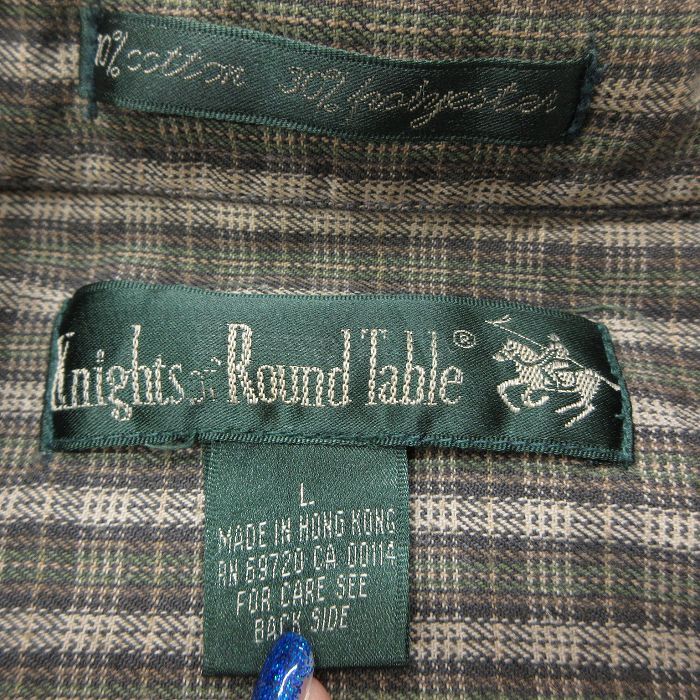 0% cotton 30% polyester
Knights of Round Table®
L
MADE IN HONG KONG
RN 69720 CA 00114
FOR CARE SEE
BACK SIDE